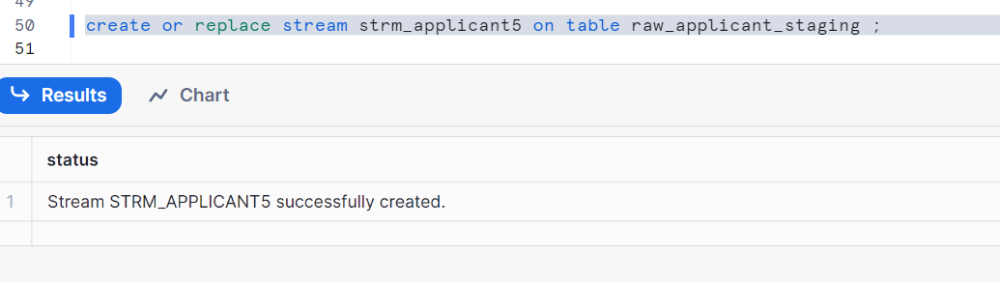 49
50 create or replace stream strm_applicant5 on table raw_applicant_staging ;
51
Results Chart
status
1 Stream STRM_APPLICANT5 successfully created.